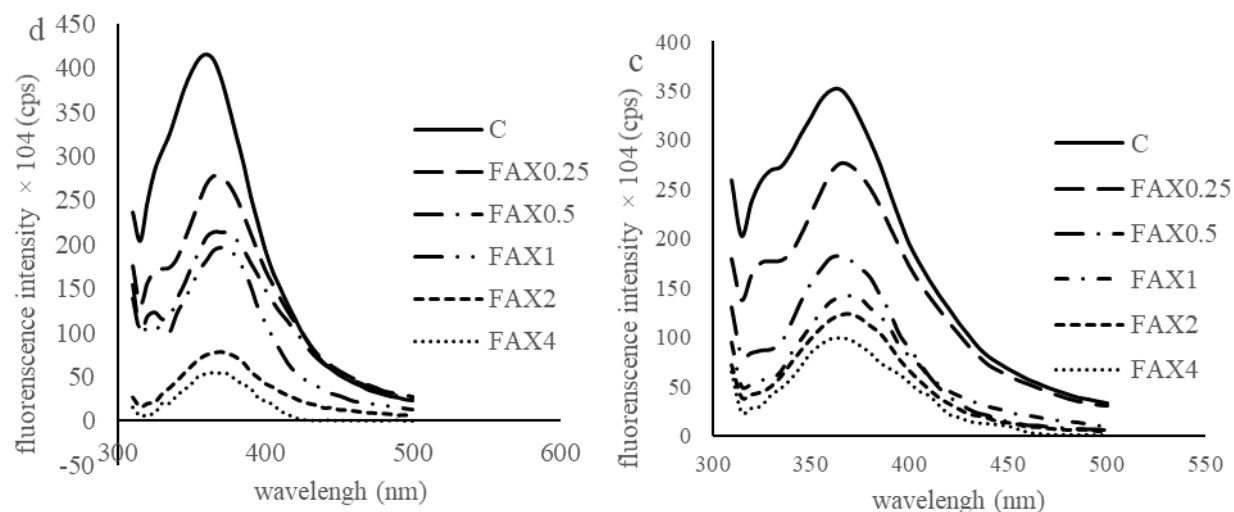 d
fluorenscence intensity × 104 (cps)
450
400
350
300
250
200
150
100
50
0
-50
300
400
500
600
wavelengh (nm)
C
FAX0.25
FAX0.5
FAX1
FAX2
FAX4
c
fluorenscence intensity × 104 (cps)
400
350
300
250
200
150
100
50
0
300
350
400
450
500
550
wavelengh (nm)
C
FAX0.25
FAX0.5
FAX1
FAX2
FAX4